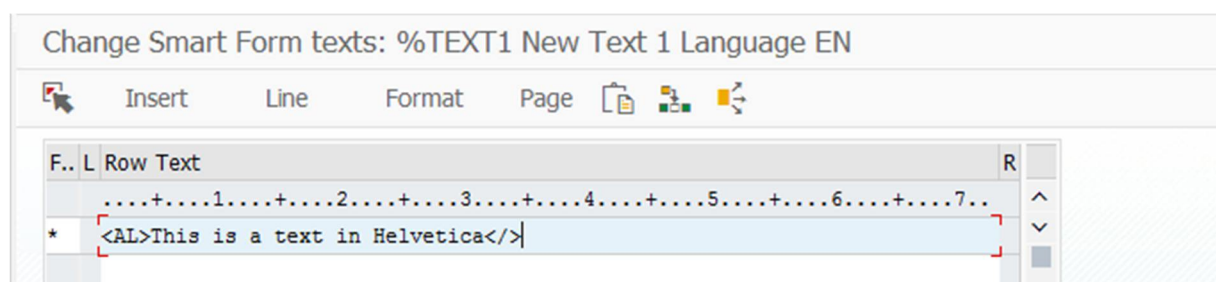 Change Smart Form texts: %TEXT1 New Text 1 Language EN
Insert Line Format Page
F.. L Row Text R
....+....1....+....2....+....3....+....4....+....5....+....6....+....7..
* <AL>This is a text in Helvetica</>